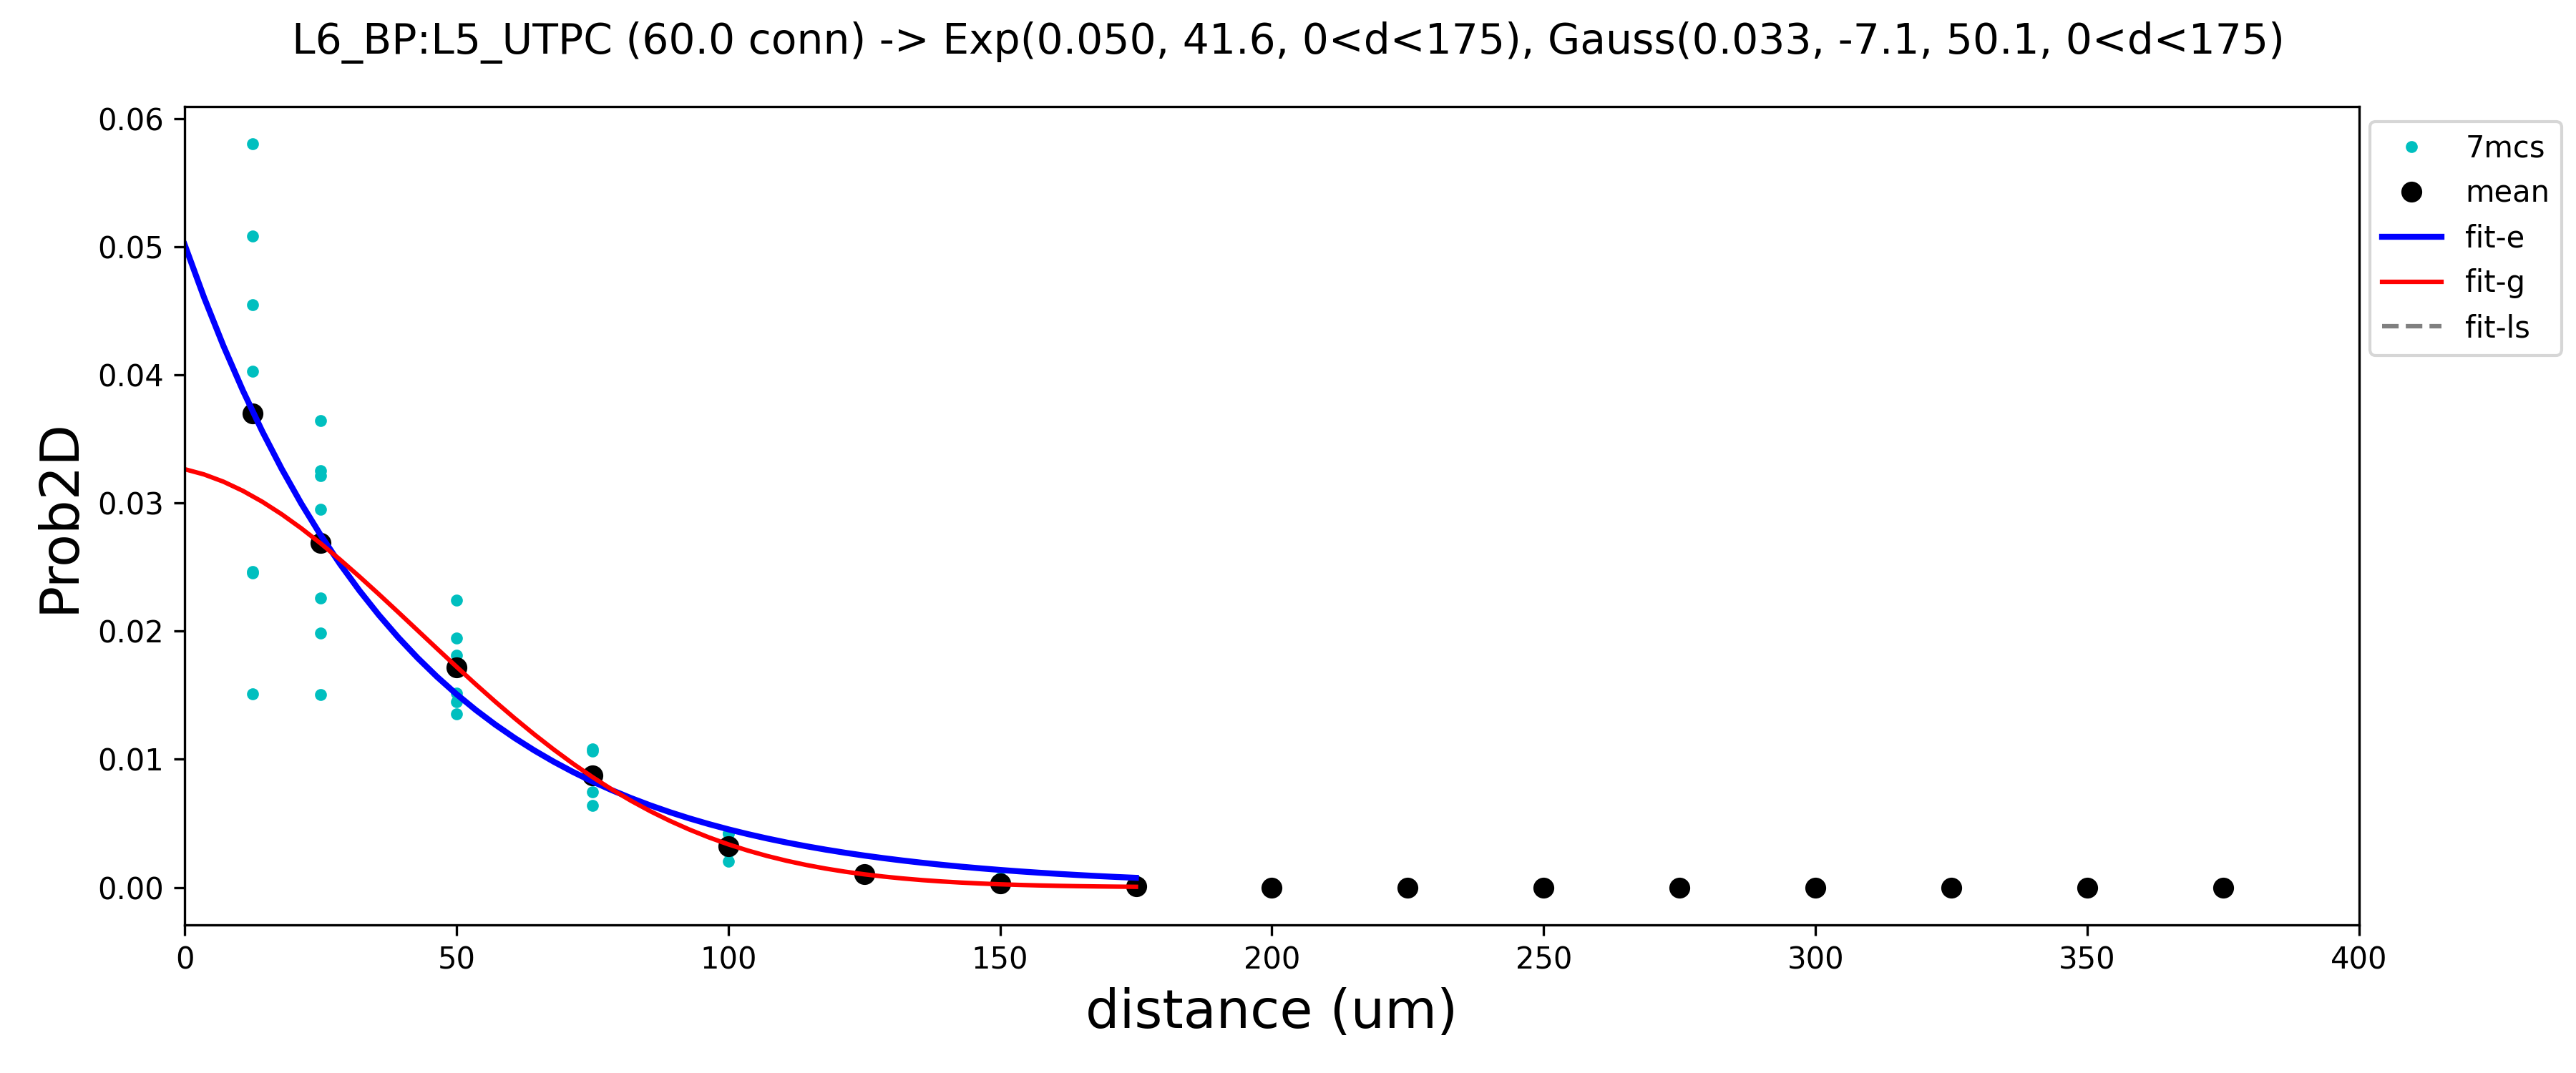 L6_BP:L5_UTPC (60.0 conn) -> Exp(0.050, 41.6, 0<d<175), Gauss(0.033, -7.1, 50.1, 0<d<175)
0.06
0.05
0.04
0.03
0.02
0.01
0.00
Prob2D
0 50 100 150 200 250 300 350 400
distance (um)
7mcs
mean
fit-e
fit-g
fit-ls